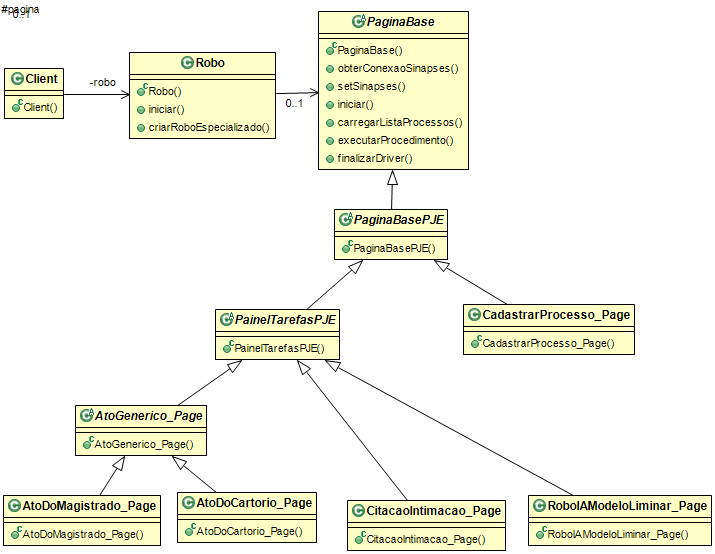 #pagina
0..1
PaginaBase
PaginaBase()
obterConexaoSinapses()
setSinapses()
iniciar()
carregarListaProcessos()
executarProcedimento()
finalizarDriver()
Client
Client()
-robo
Robo
Robo()
iniciar()
criarRoboEspecializado()
0..1
PaginaBasePJE
PaginaBasePJE()
PainelTarefasPJE
PainelTarefasPJE()
CadastrarProcesso_Page
CadastrarProcesso_Page()
AtoGenerico_Page
AtoGenerico_Page()
AtoDoMagistrado_Page
AtoDoMagistrado_Page()
AtoDoCartorio_Page
AtoDoCartorio_Page()
CitacaoIntimacao_Page
CitacaoIntimacao_Page()
RoboIAModeloLiminar_Page
RoboIAModeloLiminar_Page()